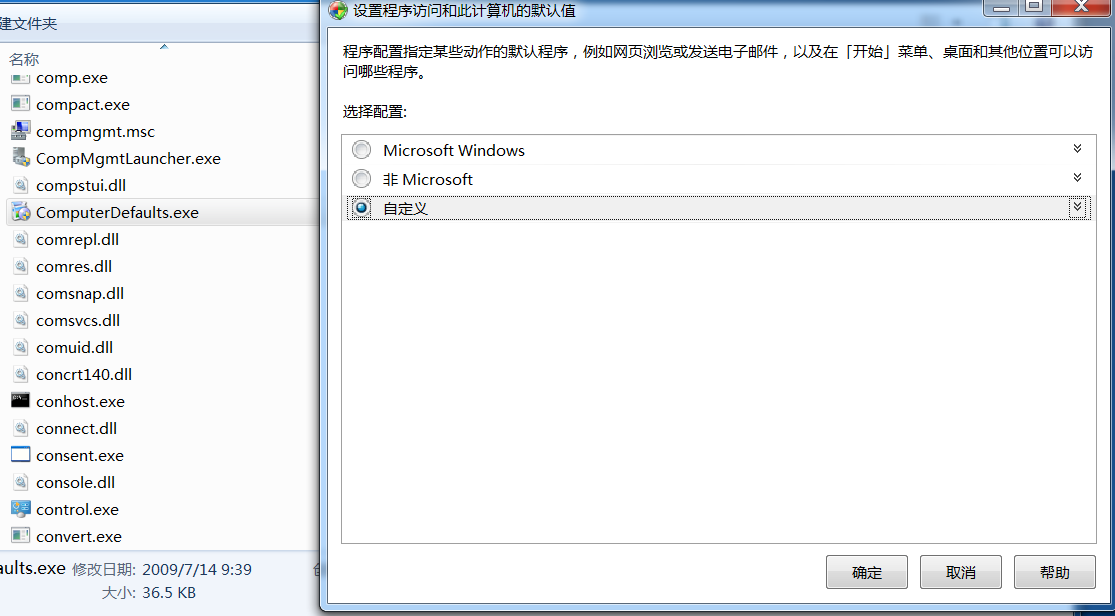 建文件夹
名称
comp.exe
compact.exe
compmgmt.msc
CompMgmtLauncher.exe
compstui.dll
ComputerDefaults.exe
comrepl.dll
comres.dll
comsnap.dll
comsvcs.dll
comuid.dll
concrt140.dll
conhost.exe
connect.dll
consent.exe
console.dll
control.exe
convert.exe
aults.exe 修改日期: 2009/7/14 9:39
大小: 36.5 KB
设置程序访问和此计算机的默认值
程序配置指定某些动作的默认程序，例如网页浏览或发送电子邮件，以及在「开始」菜单、桌面和其他位置可以访
问哪些程序。
选择配置:
Microsoft Windows
非 Microsoft
自定义
确定 取消 帮助